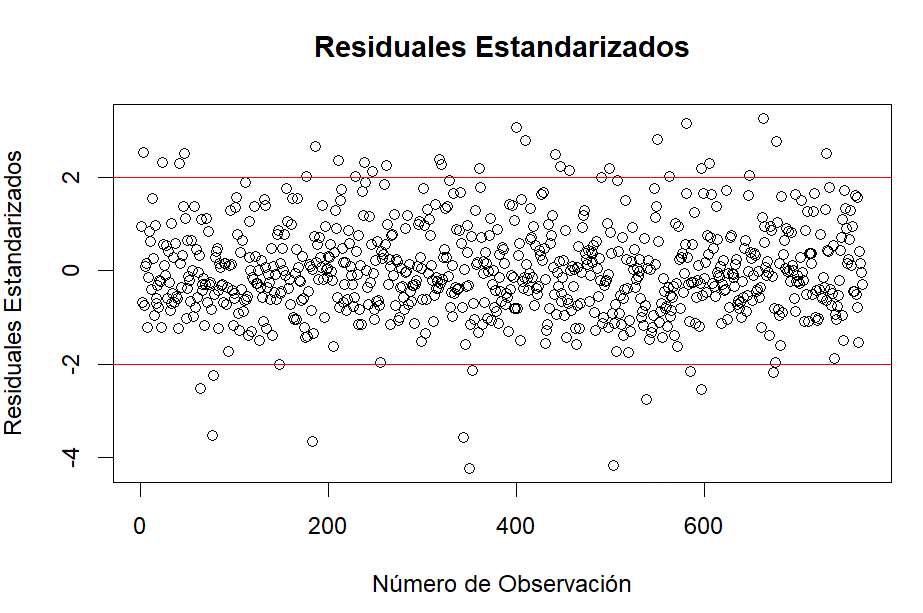 Residuales Estandarizados
Residuales Estandarizados
2
0
-2
-4
0
200
400
600
Número de Observación